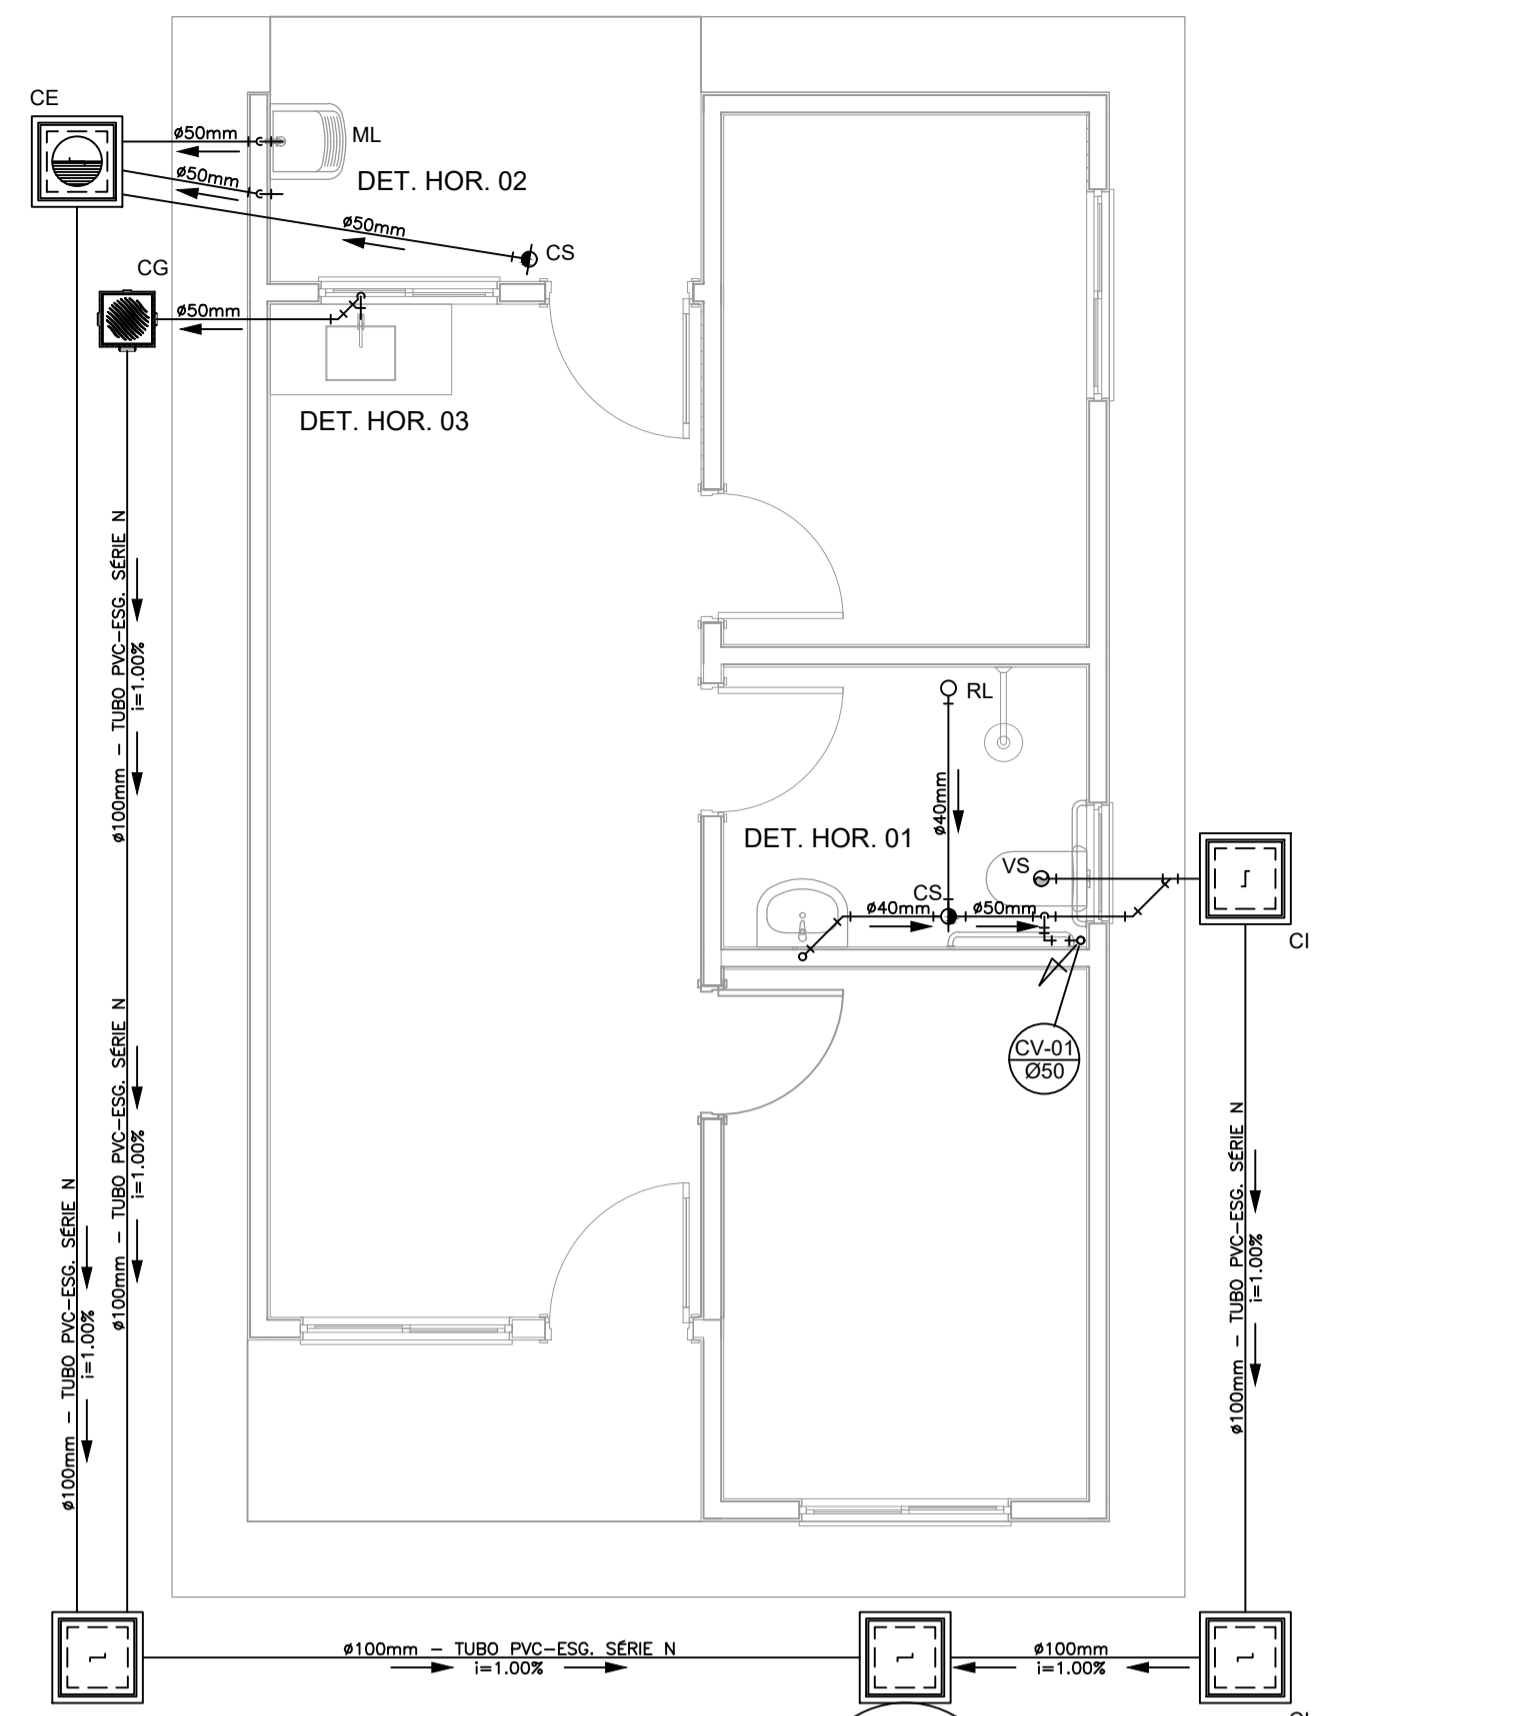 CE
ø50mm
ML
ø50mm
DET. HOR. 02
ø50mm
CS
CG
ø50mm
DET. HOR. 03
ø100mm – TUBO PVC–ESG. SÉRIE N
i=1.00%
RL
ø40mm
DET. HOR. 01
VS
CS
ø40mm
ø50mm
CI
CV-01
Ø50
ø100mm – TUBO PVC–ESG. SÉRIE N
i=1.00%
ø100mm – TUBO PVC–ESG. SÉRIE N
i=1.00%
ø100mm – TUBO PVC–ESG. SÉRIE N
i=1.00%
ø100mm – TUBO PVC–ESG. SÉRIE N
i=1.00%
ø100mm
i=1.00%